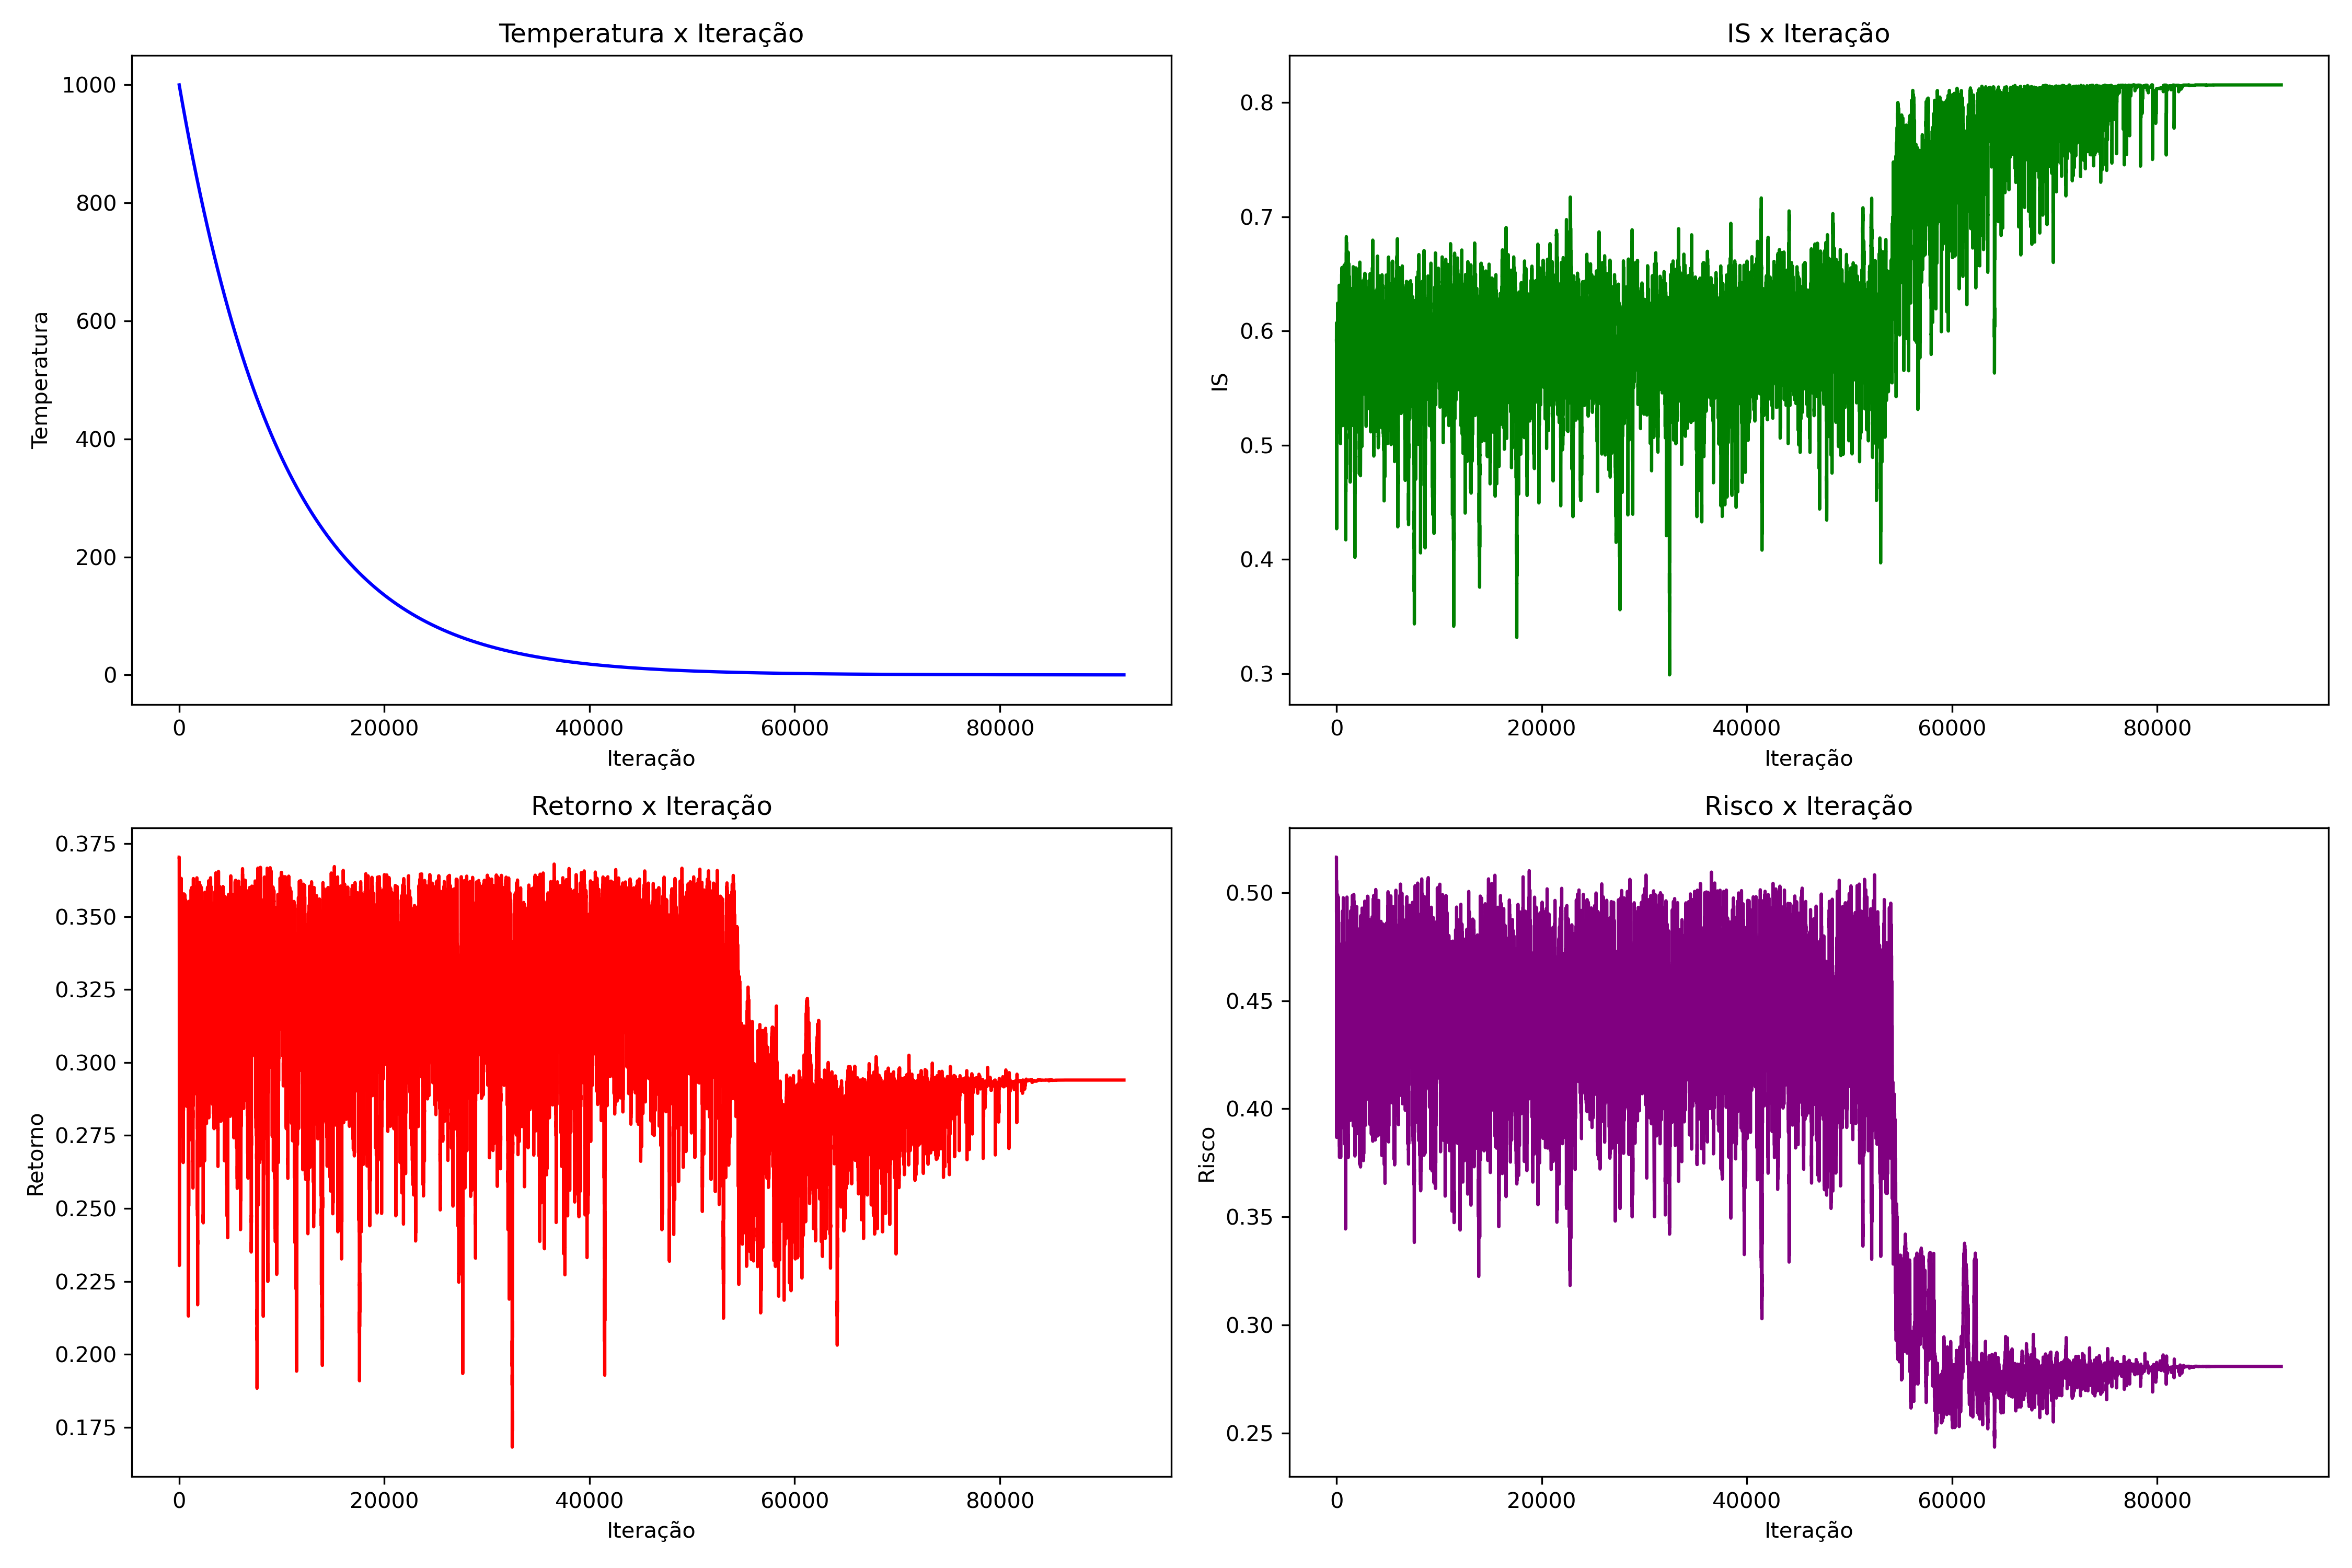 Temperatura x Iteração
1000
800
600
400
200
0
Temperatura
0 20000 40000 60000 80000
Iteração
IS x Iteração
0.8
0.7
0.6
0.5
0.4
0.3
IS
0 20000 40000 60000 80000
Iteração
Retorno x Iteração
0.375
0.350
0.325
0.300
0.275
0.250
0.225
0.200
0.175
Retorno
0 20000 40000 60000 80000
Iteração
Risco x Iteração
0.50
0.45
0.40
0.35
0.30
0.25
Risco
0 20000 40000 60000 80000
Iteração